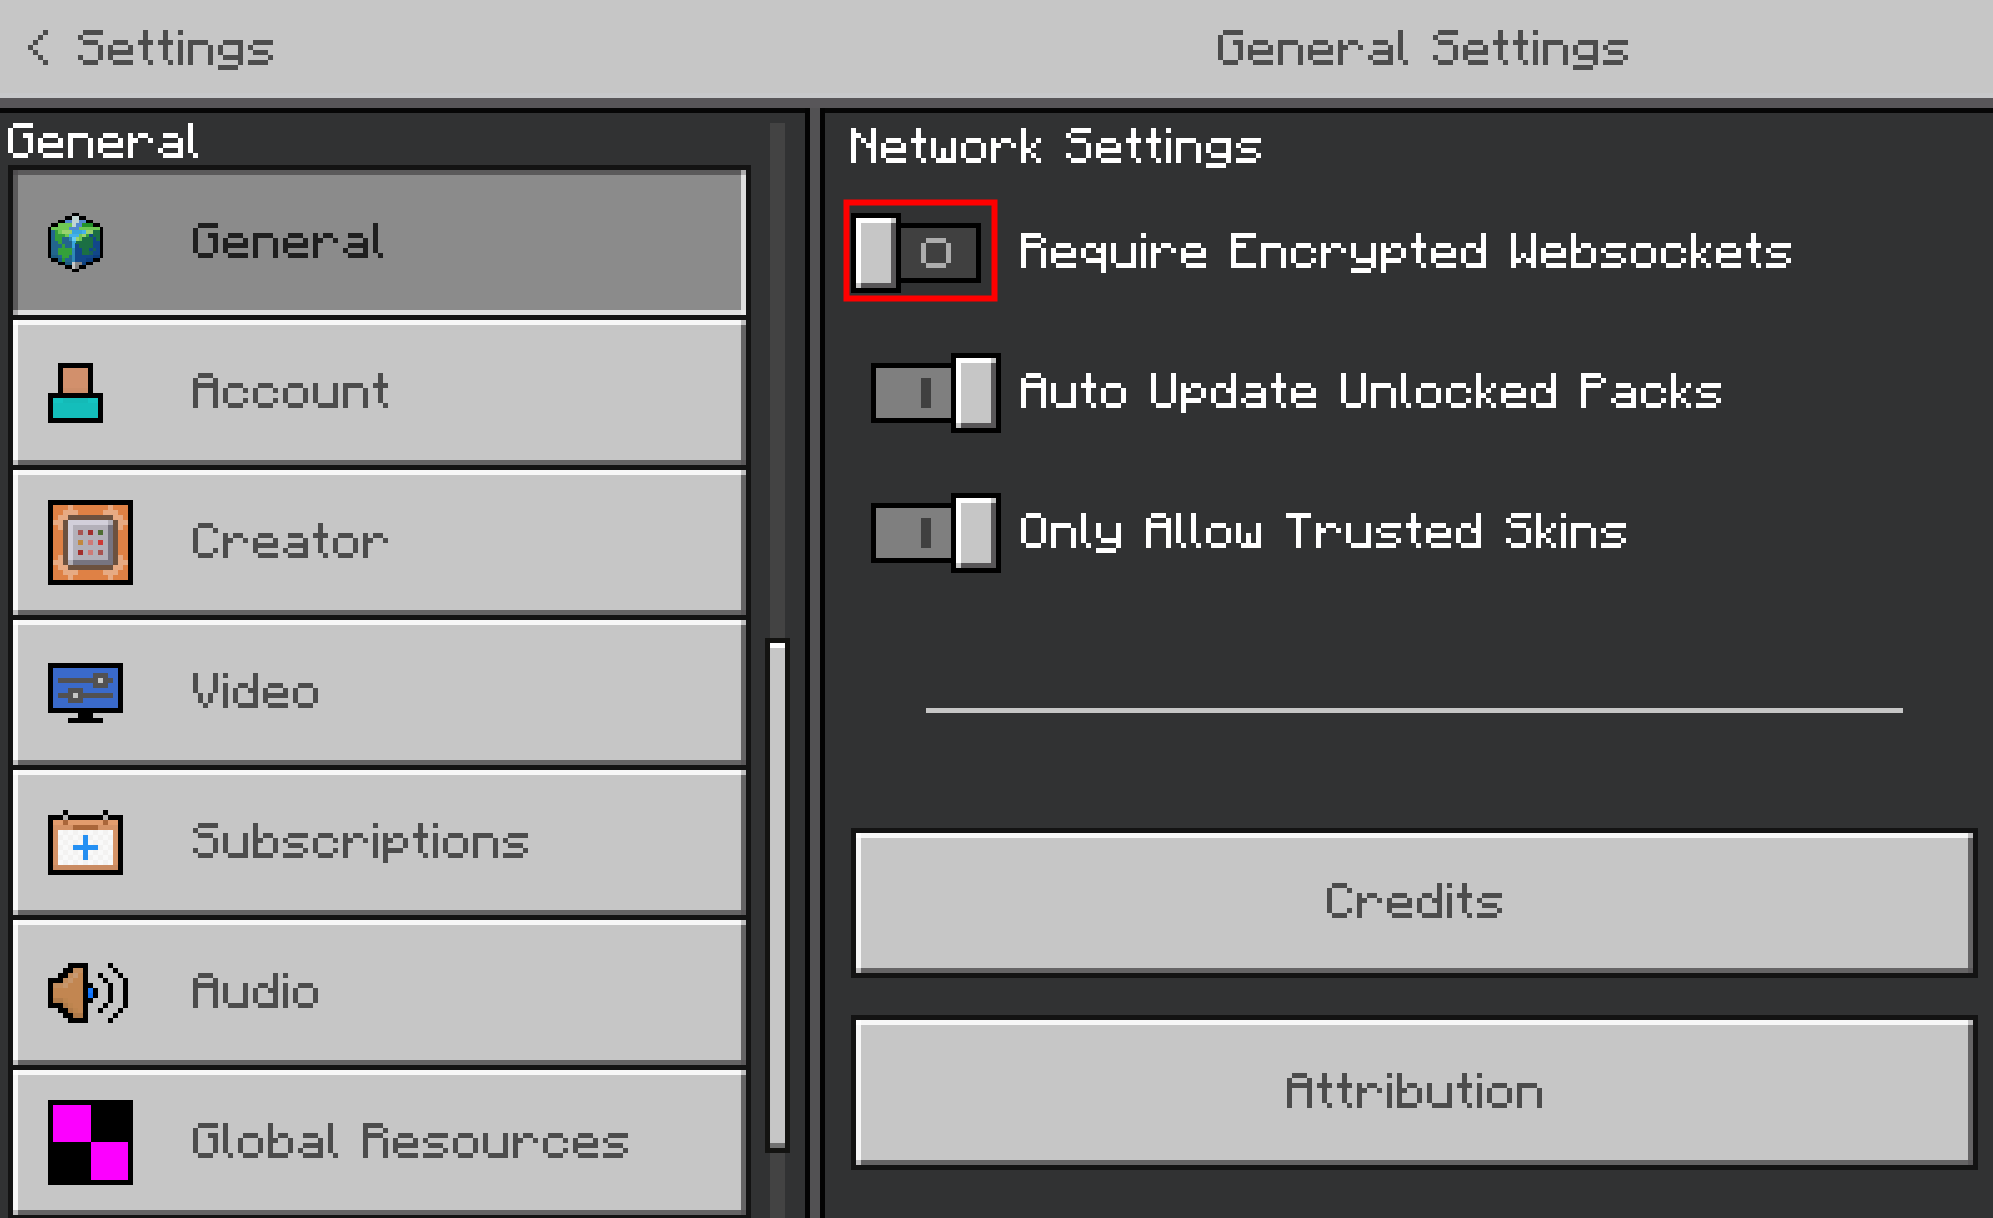 < Settings
General Settings
General
General
Account
Creator
Video
Subscriptions
Audio
Global Resources
Network Settings
Require Encrypted Websockets
Auto Update Unlocked Packs
Only Allow Trusted Skins
Credits
Attribution